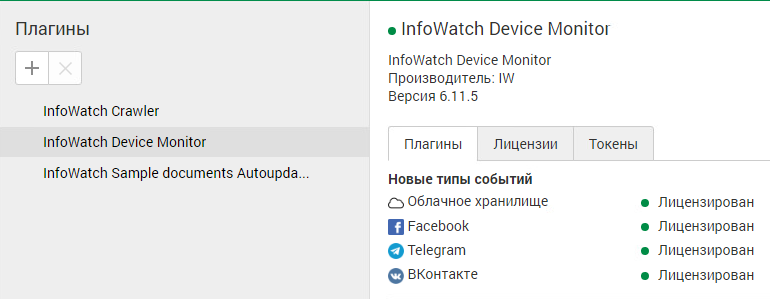 Плагины
InfoWatch Crawler
InfoWatch Device Monitor
InfoWatch Sample documents Autoupda...
InfoWatch Device Monitor
InfoWatch Device Monitor
Производитель: IW
Версия 6.11.5
Плагины Лицензии Токены
Новые типы событий
Облачное хранилище Лицензирован
Facebook Лицензирован
Telegram Лицензирован
ВКонтакте Лицензирован